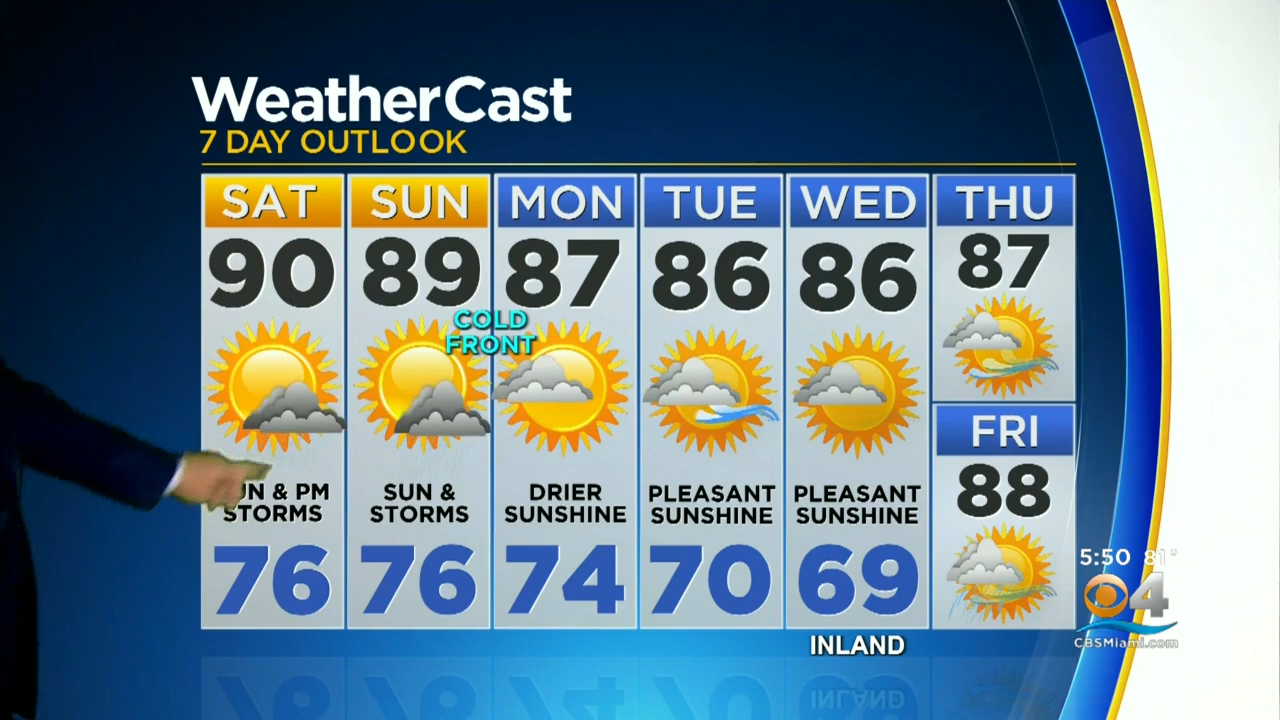 WeatherCast
7 DAY OUTLOOK
SAT
90
& PM
STORMS
76
SUN
89
SUN &
STORMS
76
COLD
FRONT
MON
87
DRIER
SUNSHINE
74
TUE
86
PLEASANT
SUNSHINE
70
WED
86
PLEASANT
SUNSHINE
69
INLAND
THU
87
FRI
88
5:50 81°
4
CBSMiami.com